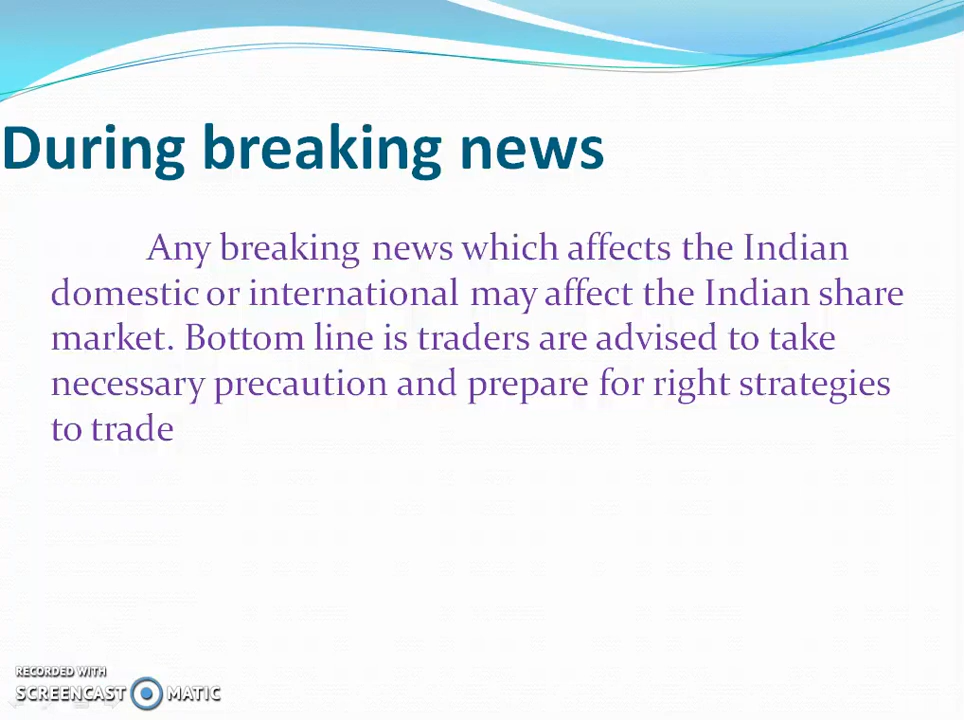 During breaking news
Any breaking news which affects the Indian
domestic or international may affect the Indian share
market. Bottom line is traders are advised to take
necessary precaution and prepare for right strategies
to trade
RECORDED WITH
SCREENCAST MATIC